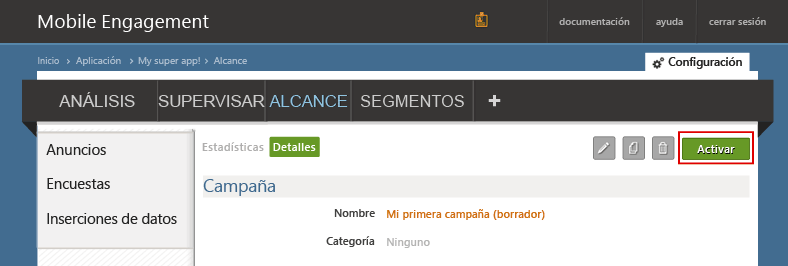 Mobile Engagement
documentación ayuda cerrar sesión
Inicio > Aplicación > My super app! > Alcance
Configuración
ANÁLISIS SUPERVISAR ALCANCE SEGMENTOS +
Anuncios
Encuestas
Inserciones de datos
Estadísticas Detalles
Activar
Campaña
Nombre Mi primera campaña (borrador)
Categoría Ninguno